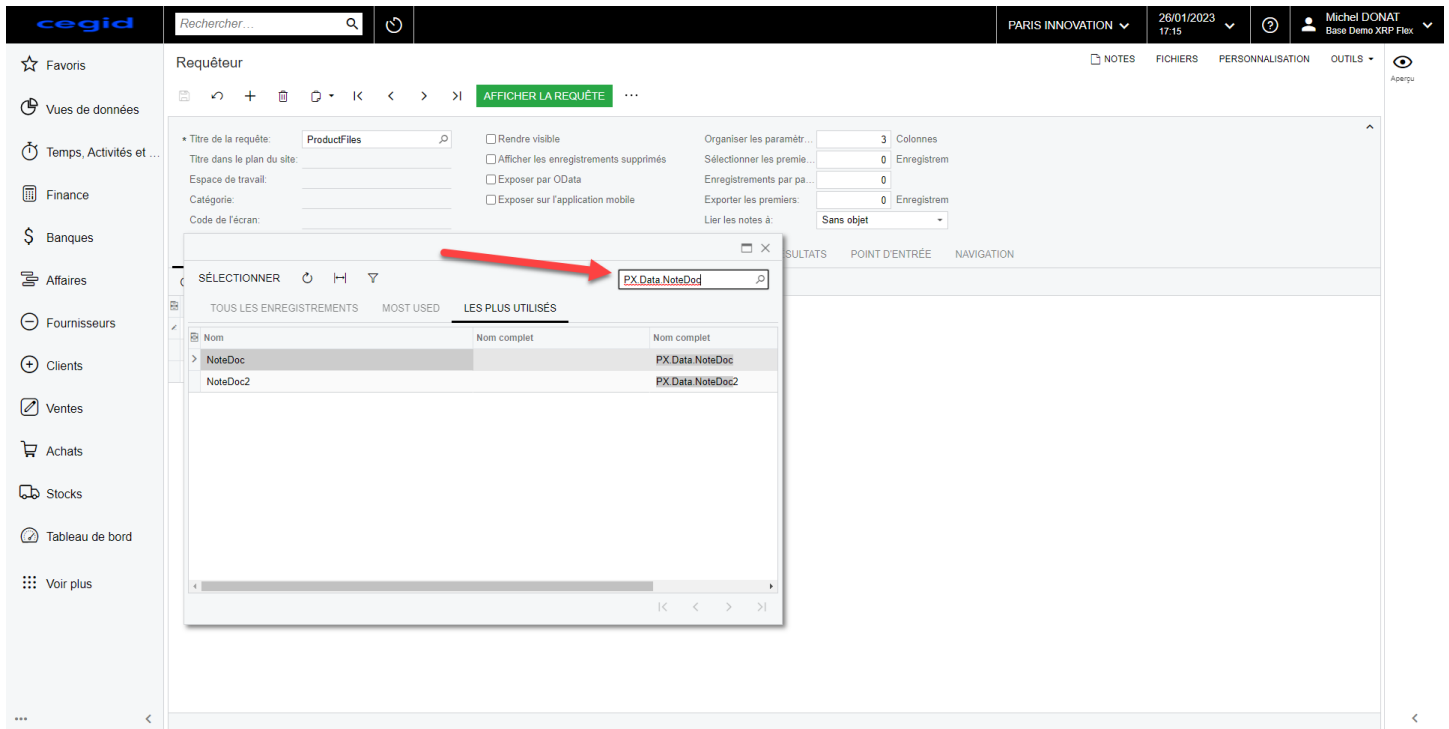 cegid
Rechercher...
PARIS INNOVATION
26/01/2023
17:15
Michel DONAT
Base Demo XRP Flex
Favoris
Vues de données
Temps, Activités et ...
Finance
Banques
Affaires
Fournisseurs
Clients
Ventes
Achats
Stocks
Tableau de bord
Voir plus
Requêteur
NOTES FICHIERS PERSONNALISATION OUTILS
Aperçu
AFFICHER LA REQUÊTE
* Titre de la requête: ProductFiles
Titre dans le plan du site:
Espace de travail:
Catégorie:
Code de l'écran:
Rendre visible
Afficher les enregistrements supprimés
Exposer par OData
Exposer sur l'application mobile
Organiser les paramétr... 3 Colonnes
Sélectionner les premie... 0 Enregistrem
Enregistrements par pa... 0
Exporter les premiers: 0 Enregistrem
Lier les notes à: Sans objet
SULTATS POINT D'ENTRÉE NAVIGATION
SÉLECTIONNER
PX.Data.NoteDoc
TOUS LES ENREGISTREMENTS MOST USED LES PLUS UTILISÉS
Nom Nom complet Nom complet
NoteDoc PX.Data.NoteDoc
NoteDoc2 PX.Data.NoteDoc2